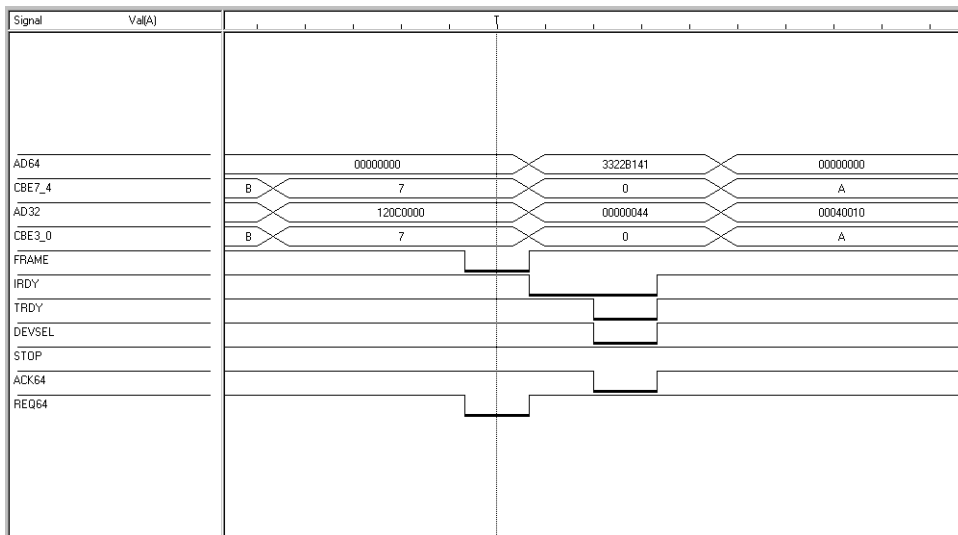 Signal Val(A) T
AD64 00000000 3322B141 00000000
CBE7_4 B 7 0 A
AD32 120C0000 00000044 00040010
CBE3_0 B 7 0 A
FRAME
IRDY
TRDY
DEVSEL
STOP
ACK64
REQ64